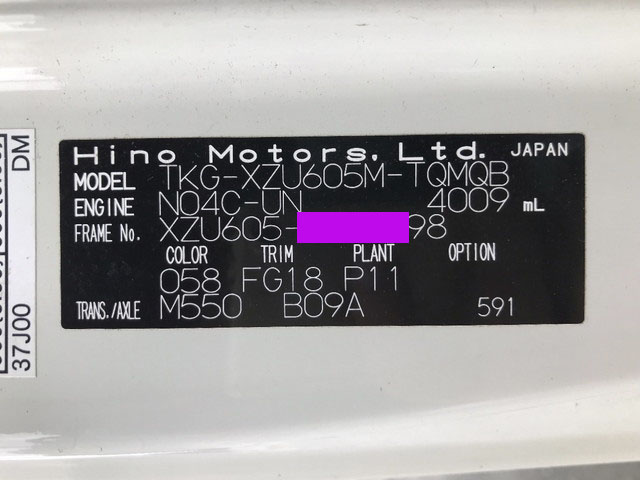 Hino Motors, Ltd. JAPAN
MODEL TKG-XZU605M-TQMQB
ENGINE N04C-UN 4009 mL
FRAME No. XZU605- 98
COLOR TRIM PLANT OPTION
058 FG18 P11
TRANS./AXLE M550 B09A 591
37J00 DM